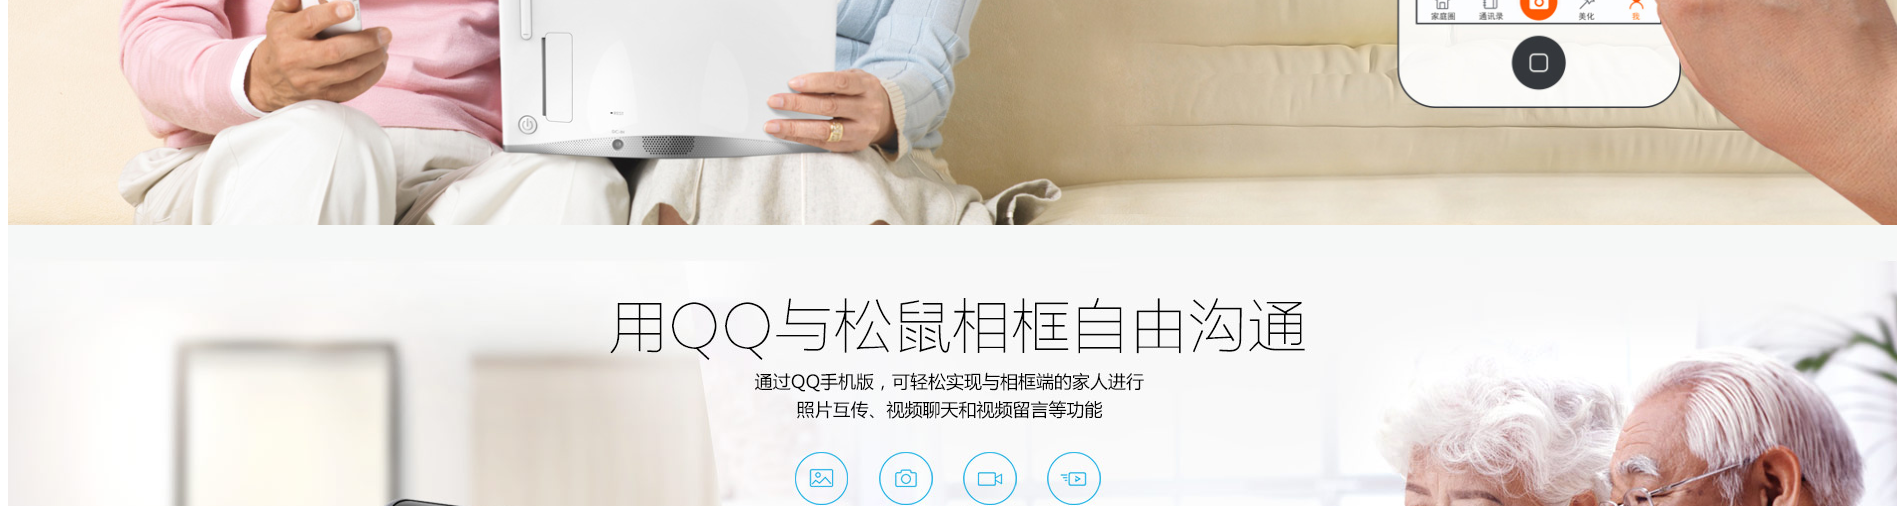 家庭圈 通讯录 美化 我
用QQ与松鼠相框自由沟通
通过QQ手机版，可轻松实现与相框端的家人进行
照片互传、视频聊天和视频留言等功能